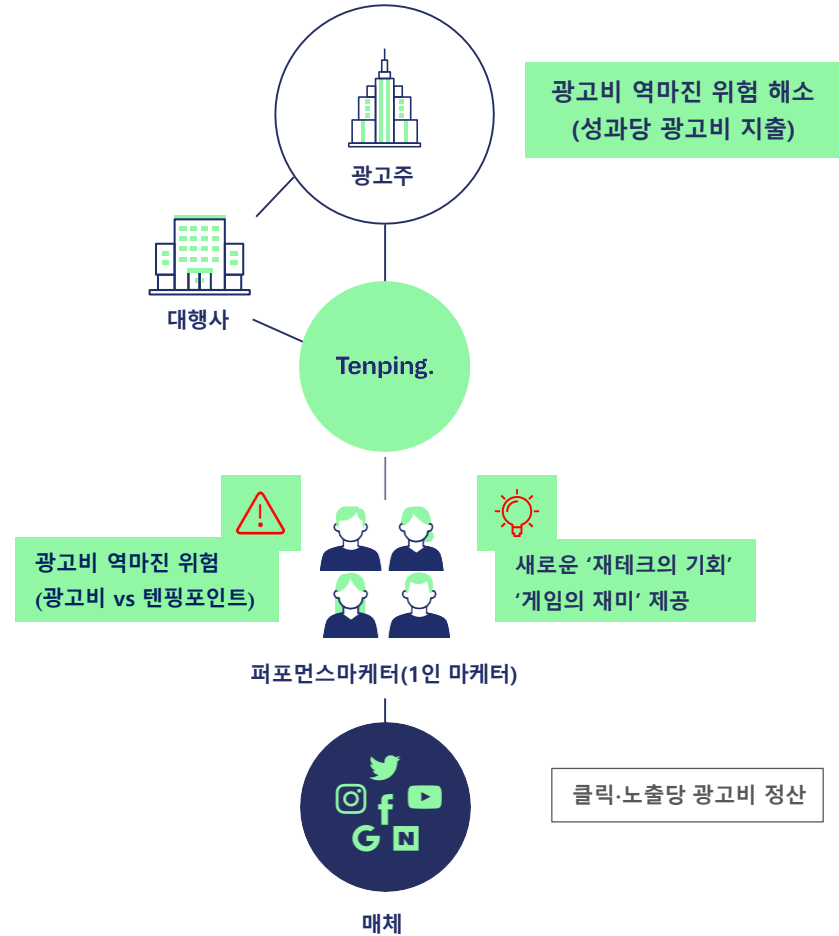 광고비 역마진 위험 해소
(성과당 광고비 지출)
광고주
대행사
Tenping.
광고비 역마진 위험
(광고비 vs 텐핑포인트)
새로운 ‘재테크의 기회’
‘게임의 재미’ 제공
퍼포먼스마케터(1인 마케터)
클릭·노출당 광고비 정산
매체